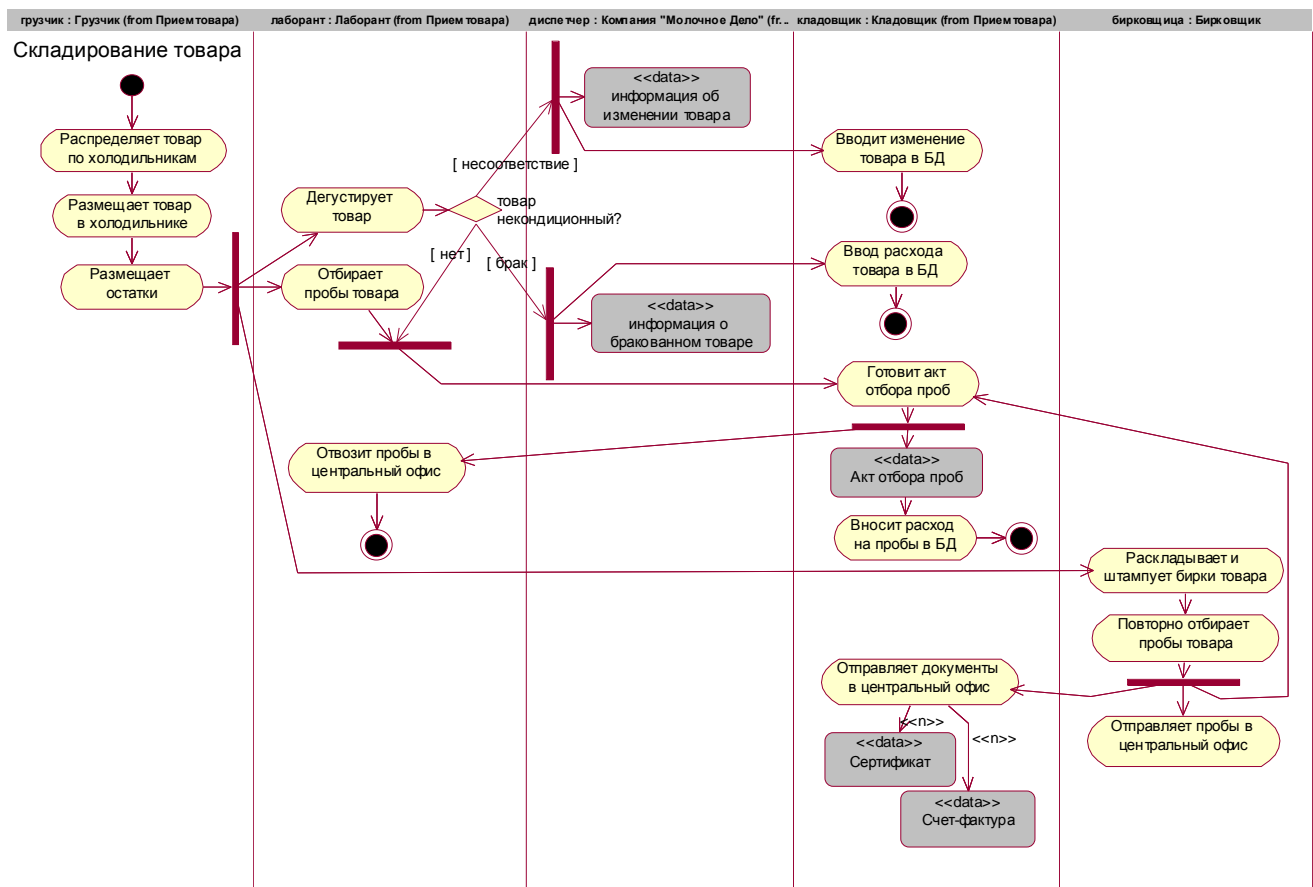 грузчик : Грузчик (from Прием товара)
лаборант : Лаборант (from Прием товара)
диспетчер : Компания "Молочное Дело" (fr...
кладовщик : Кладовщик (from Прием товара)
бирковщица : Бирковщик
Складирование товара
Распределяет товар
по холодильникам
Размещает товар
в холодильнике
Размещает
остатки
Дегустирует
товар
товар
некондиционный?
[ несоответствие ]
[ нет ]
[ брак ]
Отбирает
пробы товара
<<data>>
информация об
изменении товара
Вводит изменение
товара в БД
Ввод расхода
товара в БД
<<data>>
информация о
бракованном товаре
Готовит акт
отбора проб
Отвозит пробы в
центральный офис
<<data>>
Акт отбора проб
Вносит расход
на пробы в БД
Раскладывает и
штампует бирки товара
Повторно отбирает
пробы товара
Отправляет документы
в центральный офис
Отправляет пробы в
центральный офис
<<n>>
<<n>>
<<data>>
Сертификат
<<data>>
Счет-фактура